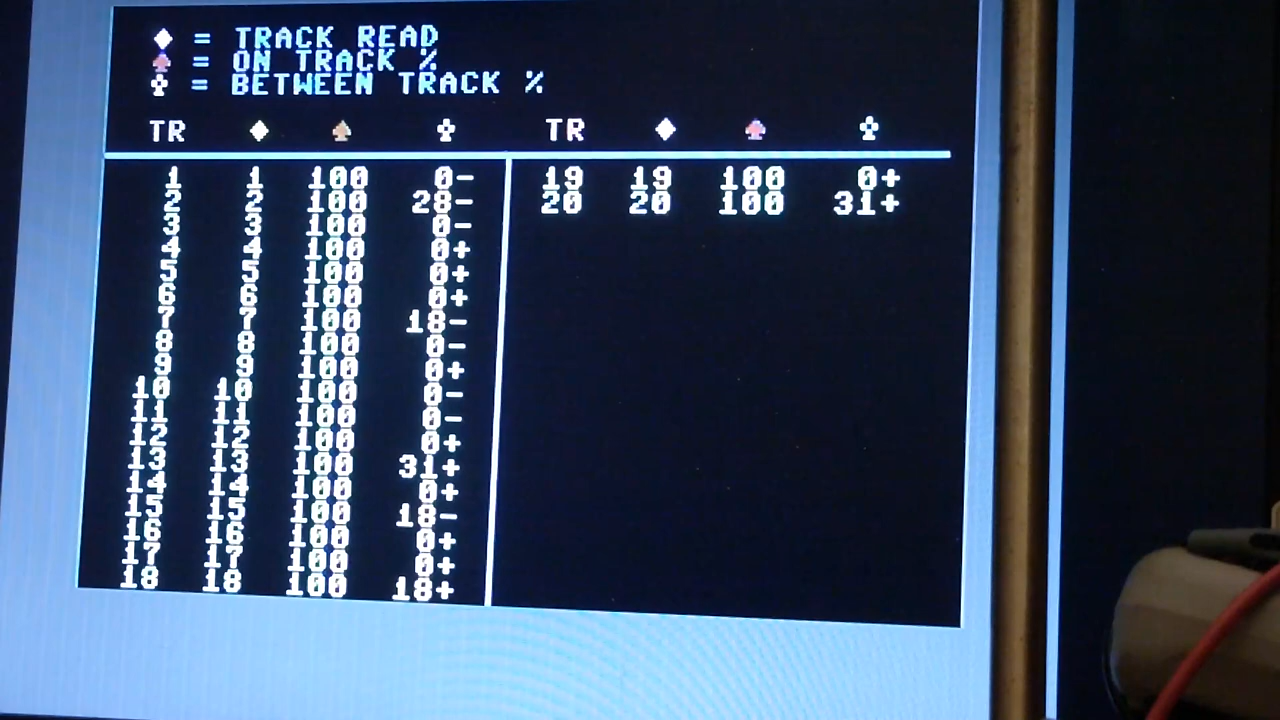 ♦ = TRACK READ
♠ = ON TRACK %
♣ = BETWEEN TRACK %
TR ♦ ♠ ♣ TR ♦ ♠ ♣
1 1 100 0- 19 19 100 0+
2 2 100 28- 20 20 100 31+
3 3 100 0-
4 4 100 0+
5 5 100 0+
6 6 100 0+
7 7 100 18-
8 8 100 0-
9 9 100 0+
10 10 100 0-
11 11 100 0-
12 12 100 0+
13 13 100 31+
14 14 100 0+
15 15 100 18-
16 16 100 0+
17 17 100 0+
18 18 100 18+